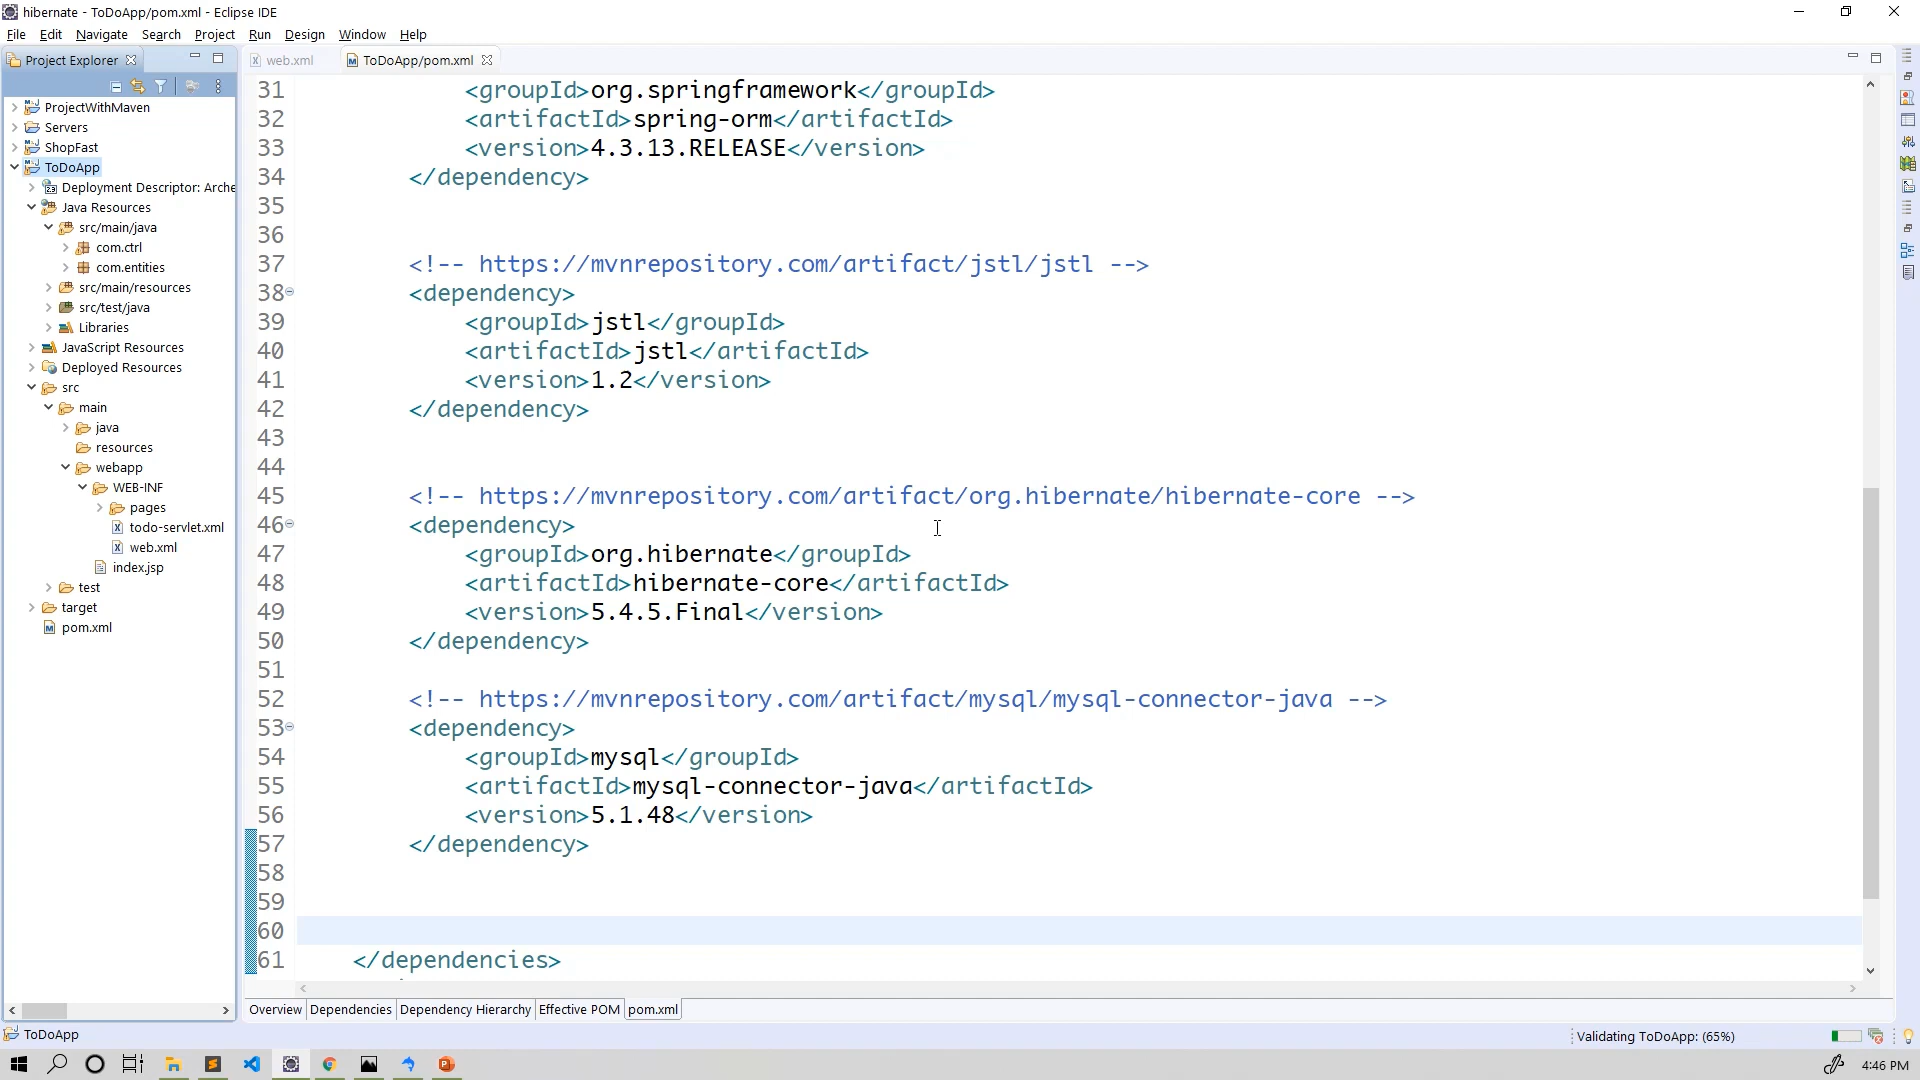 hibernate - ToDoApp/pom.xml - Eclipse IDE
File Edit Navigate Search Project Run Design Window Help
Project Explorer
web.xml
ToDoApp/pom.xml
ProjectWithMaven
Servers
ShopFast
ToDoApp
Deployment Descriptor: Arche
Java Resources
src/main/java
com.ctrl
com.entities
src/main/resources
src/test/java
Libraries
JavaScript Resources
Deployed Resources
src
main
java
resources
webapp
WEB-INF
pages
todo-servlet.xml
web.xml
index.jsp
test
target
pom.xml
31 <groupId>org.springframework</groupId>
32 <artifactId>spring-orm</artifactId>
33 <version>4.3.13.RELEASE</version>
34 </dependency>
35
36
37 <!-- https://mvnrepository.com/artifact/jstl/jstl -->
38 <dependency>
39 <groupId>jstl</groupId>
40 <artifactId>jstl</artifactId>
41 <version>1.2</version>
42 </dependency>
43
44
45 <!-- https://mvnrepository.com/artifact/org.hibernate/hibernate-core -->
46 <dependency>
47 <groupId>org.hibernate</groupId>
48 <artifactId>hibernate-core</artifactId>
49 <version>5.4.5.Final</version>
50 </dependency>
51
52 <!-- https://mvnrepository.com/artifact/mysql/mysql-connector-java -->
53 <dependency>
54 <groupId>mysql</groupId>
55 <artifactId>mysql-connector-java</artifactId>
56 <version>5.1.48</version>
57 </dependency>
58
59
60
61 </dependencies>
Overview Dependencies Dependency Hierarchy Effective POM pom.xml
ToDoApp
Validating ToDoApp: (65%)
4:46 PM